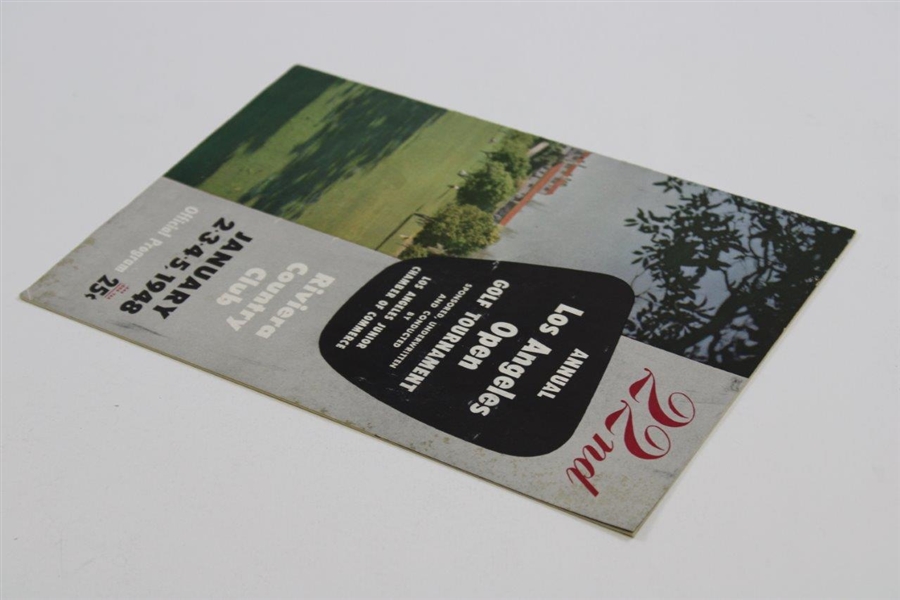 22nd
ANNUAL
Los Angeles
Open
GOLF TOURNAMENT
SPONSORED, UNDERWRITTEN
AND CONDUCTED
BY
LOS ANGELES JUNIOR
CHAMBER OF COMMERCE
Riviera
Country
Club
JANUARY
2·3·4·5, 1948
Official Program 25¢